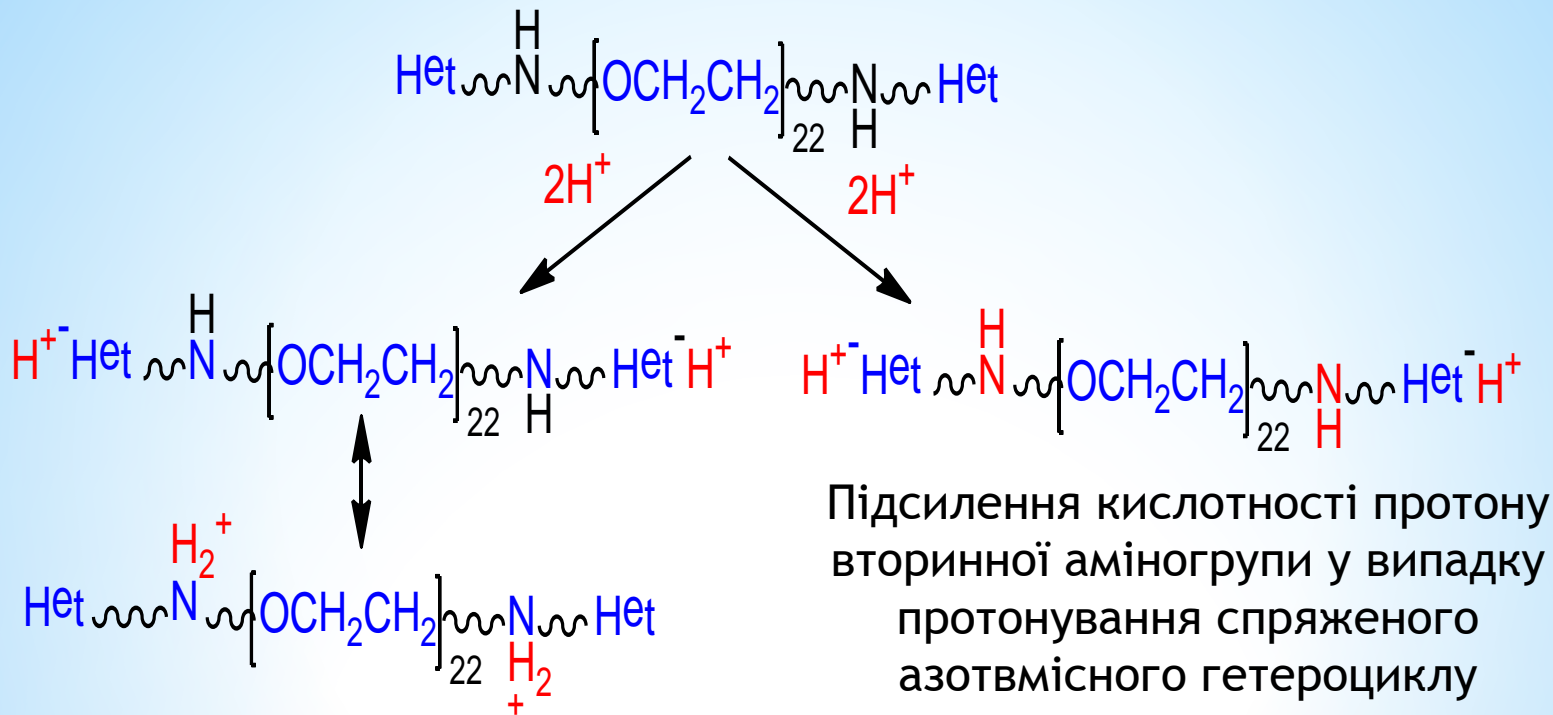 H
Het N [OCH₂CH₂]₂₂ N Het
H
2H⁺ 2H⁺
H
H⁺⁻Het N [OCH₂CH₂]₂₂ N Het⁻H⁺
H
H
H⁺⁻Het N [OCH₂CH₂]₂₂ N Het⁻H⁺
H
H₂⁺
Het N [OCH₂CH₂]₂₂ N Het
H₂
+
Підсилення кислотності протону
вторинної аміногрупи у випадку
протонування спряженого
азотвмісного гетероциклу